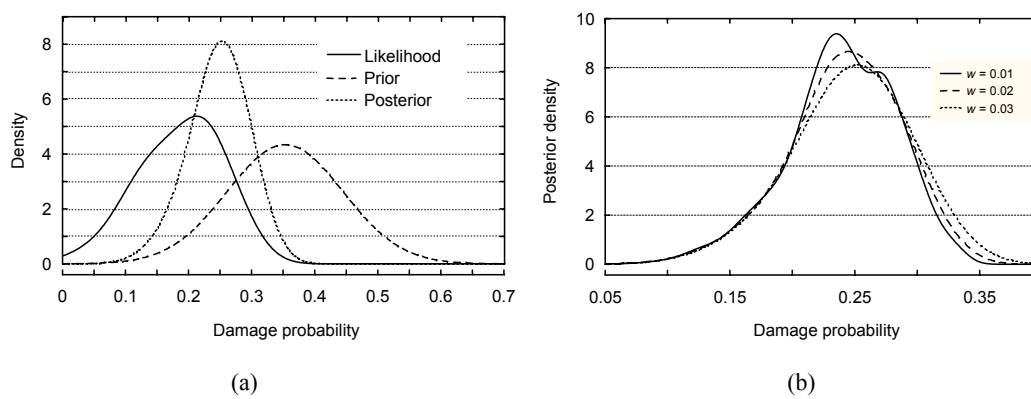 Density
8
6
4
2
0
0 0.1 0.2 0.3 0.4 0.5 0.6 0.7
Damage probability
Likelihood
Prior
Posterior
(a)
Posterior density
10
8
6
4
2
0
0.05 0.15 0.25 0.35
Damage probability
w = 0.01
w = 0.02
w = 0.03
(b)